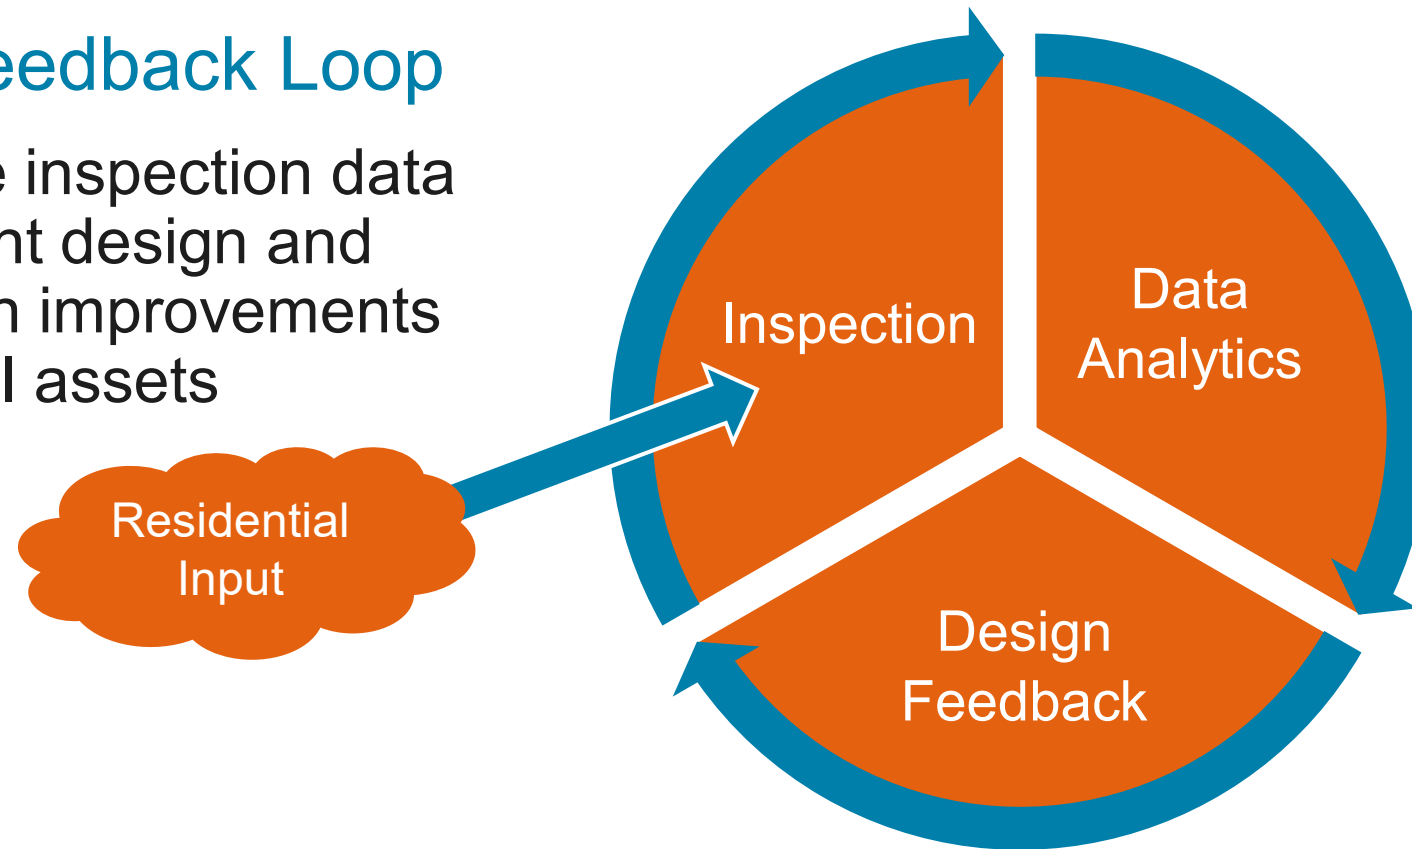 eedback Loop
e inspection data
nt design and
n improvements
I assets
Residential
Input
Inspection
Data
Analytics
Design
Feedback